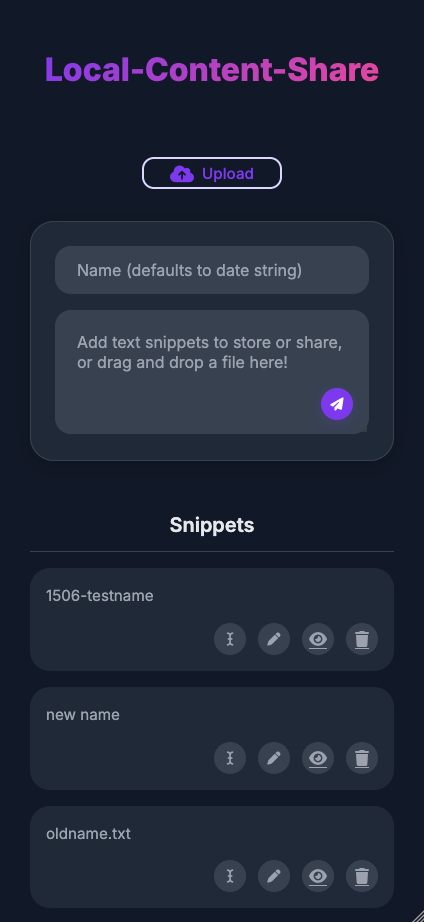 Local-Content-Share
Upload
Name (defaults to date string)
Add text snippets to store or share,
or drag and drop a file here!
Snippets
1506-testname
new name
oldname.txt